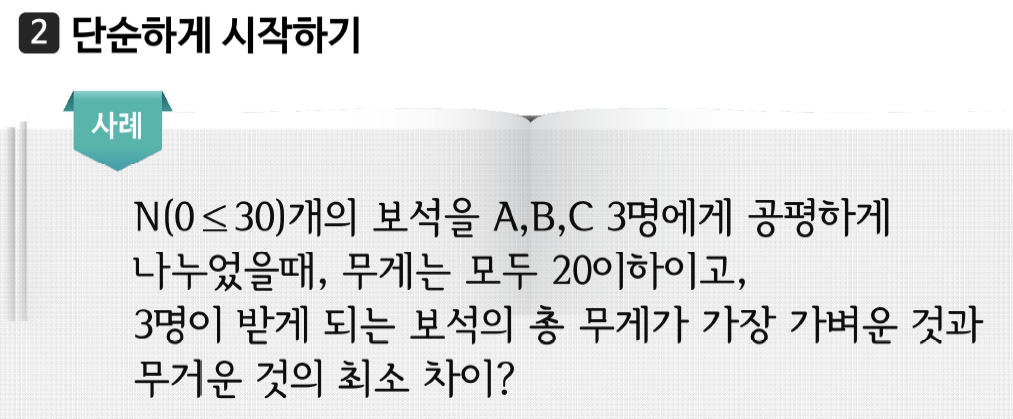 2 단순하게 시작하기
사례
N(0≤30)개의 보석을 A,B,C 3명에게 공평하게
나누었을때, 무게는 모두 20이하이고,
3명이 받게 되는 보석의 총 무게가 가장 가벼운 것과
무거운 것의 최소 차이?